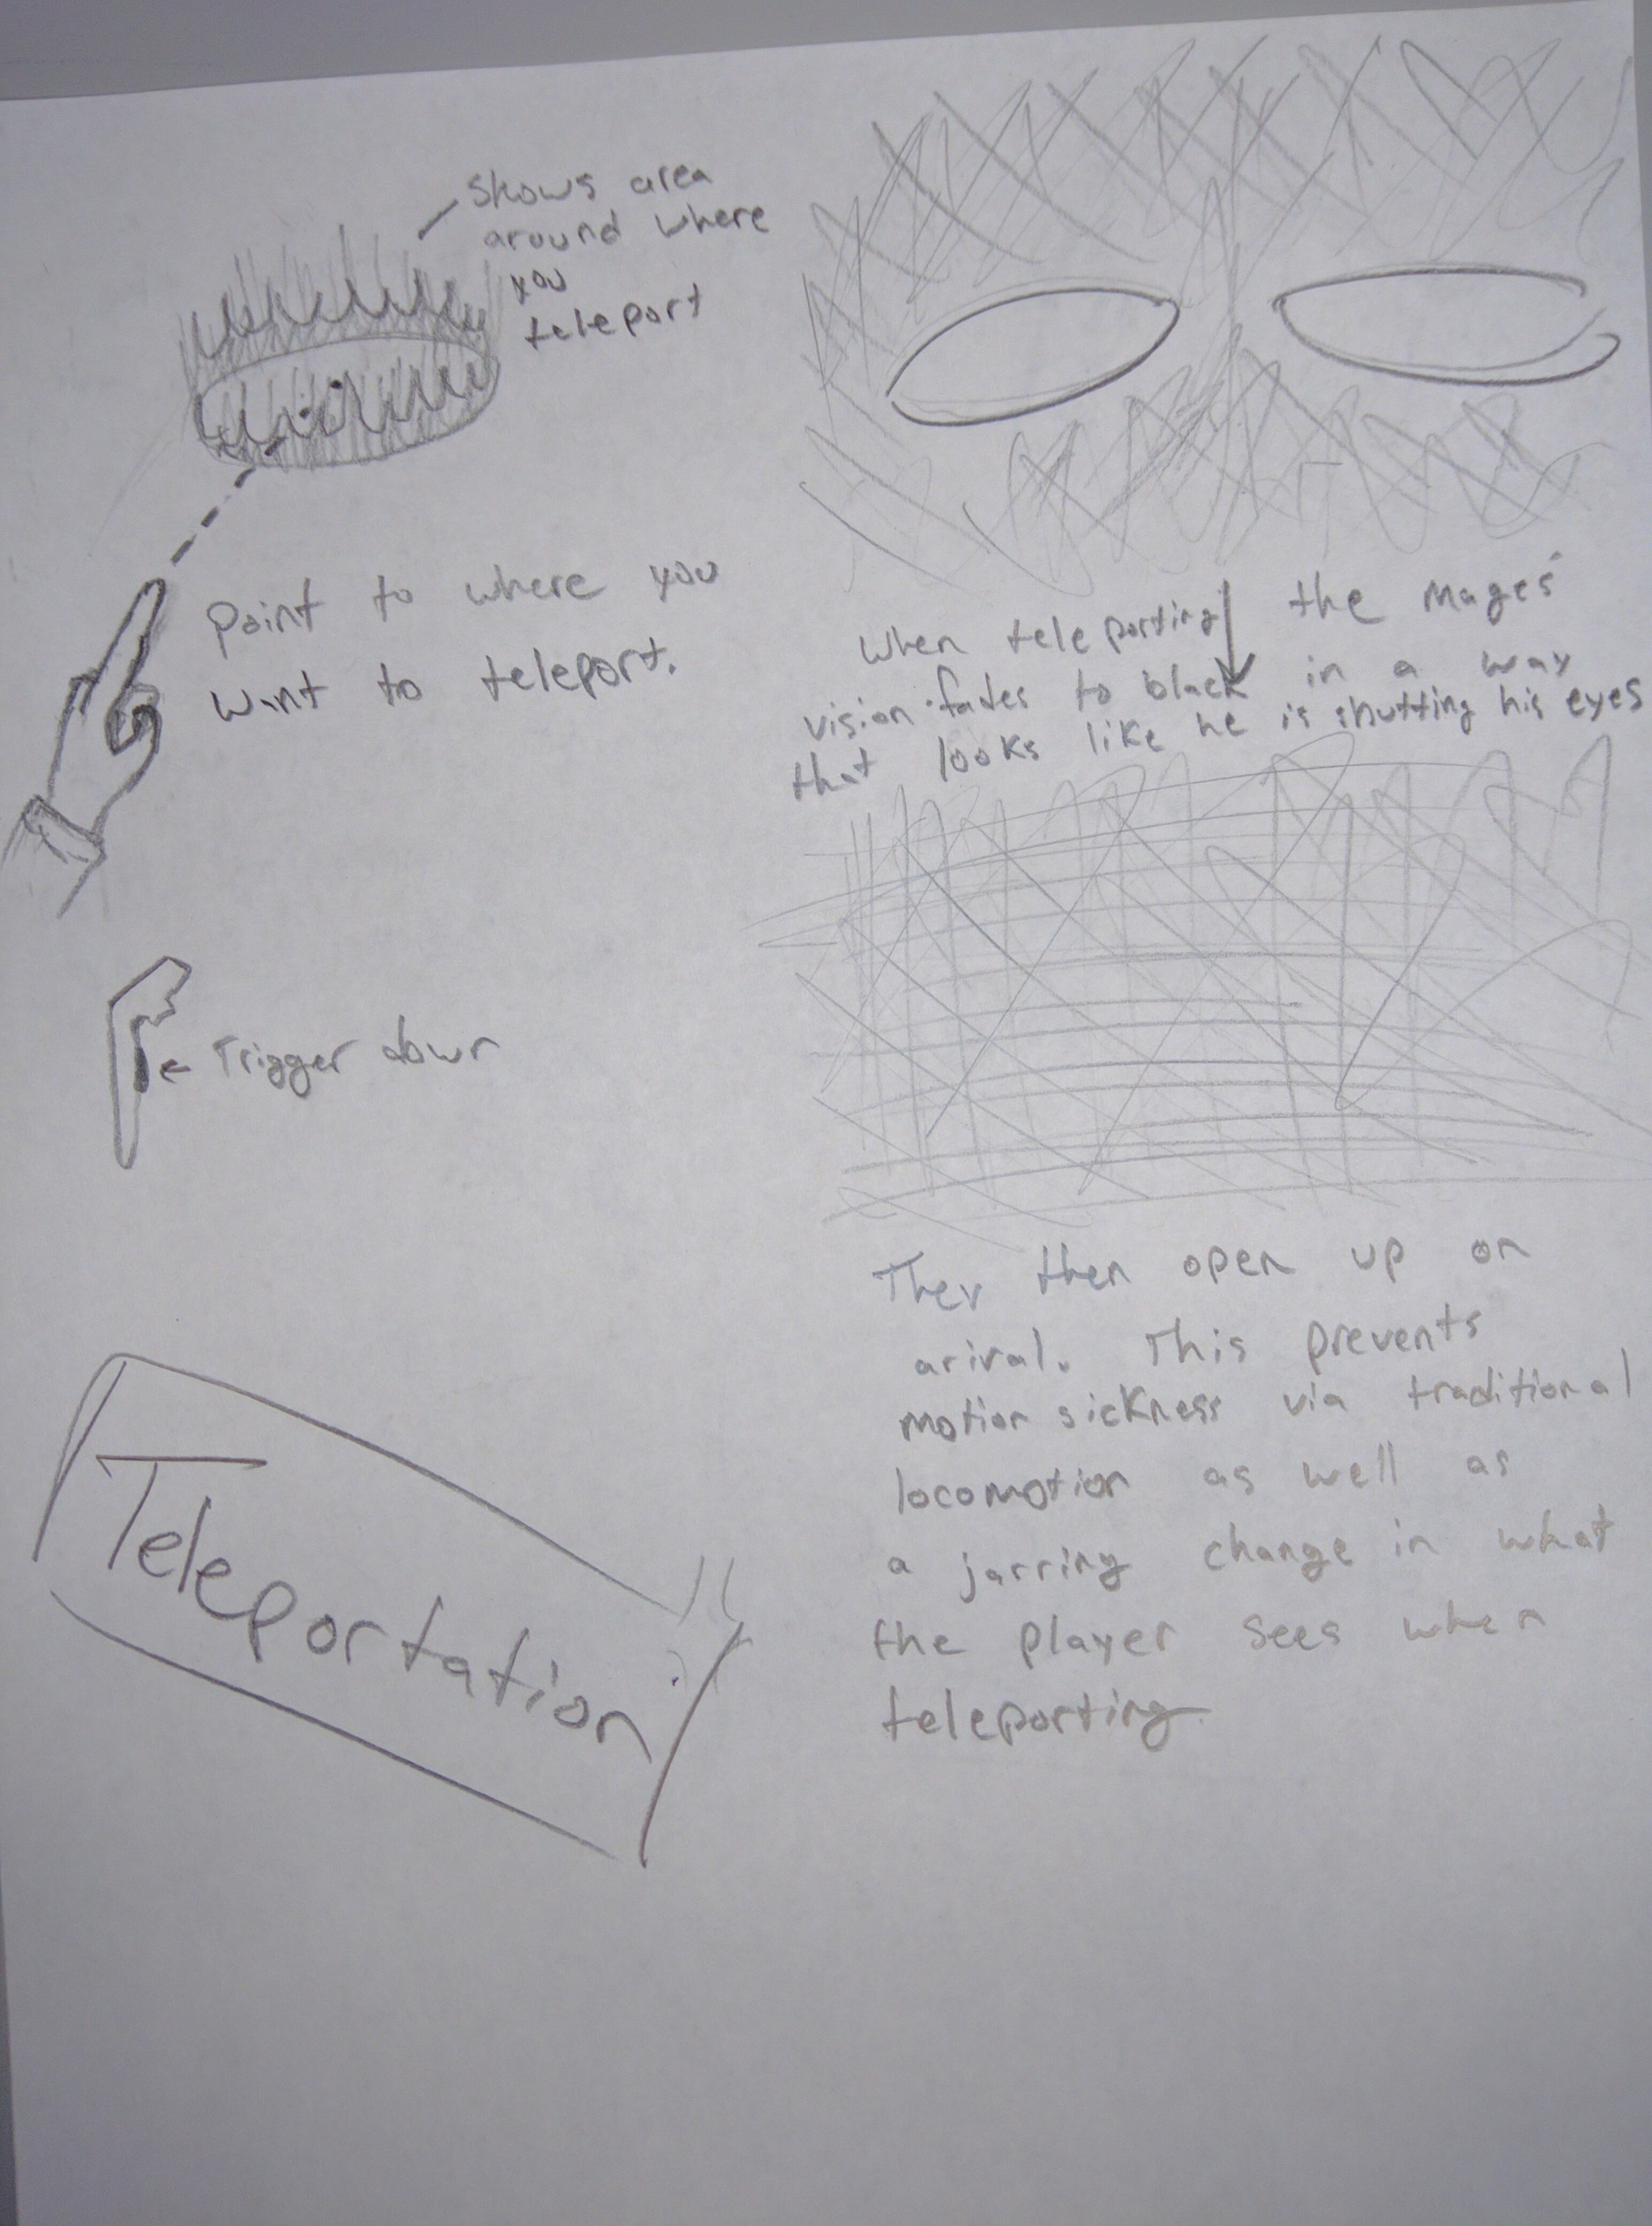 Shows area
around where
you
teleport
Point to where you
want to teleport.
Trigger down
Teleportation
When teleporting the Mages
vision fades to black in a way
that looks like he is shutting his eyes
They then open up on
arival. This prevents
motion sickness via traditional
locomotion as well as
a jarring change in what
the player sees when
teleporting